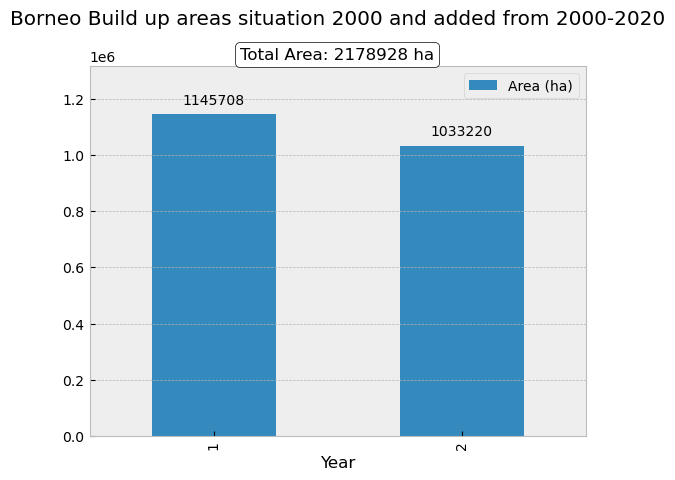 Borneo Build up areas situation 2000 and added from 2000-2020
Total Area: 2178928 ha
1e6
Area (ha)
1.2
1.0
0.8
0.6
0.4
0.2
0.0
1145708
1033220
1
2
Year